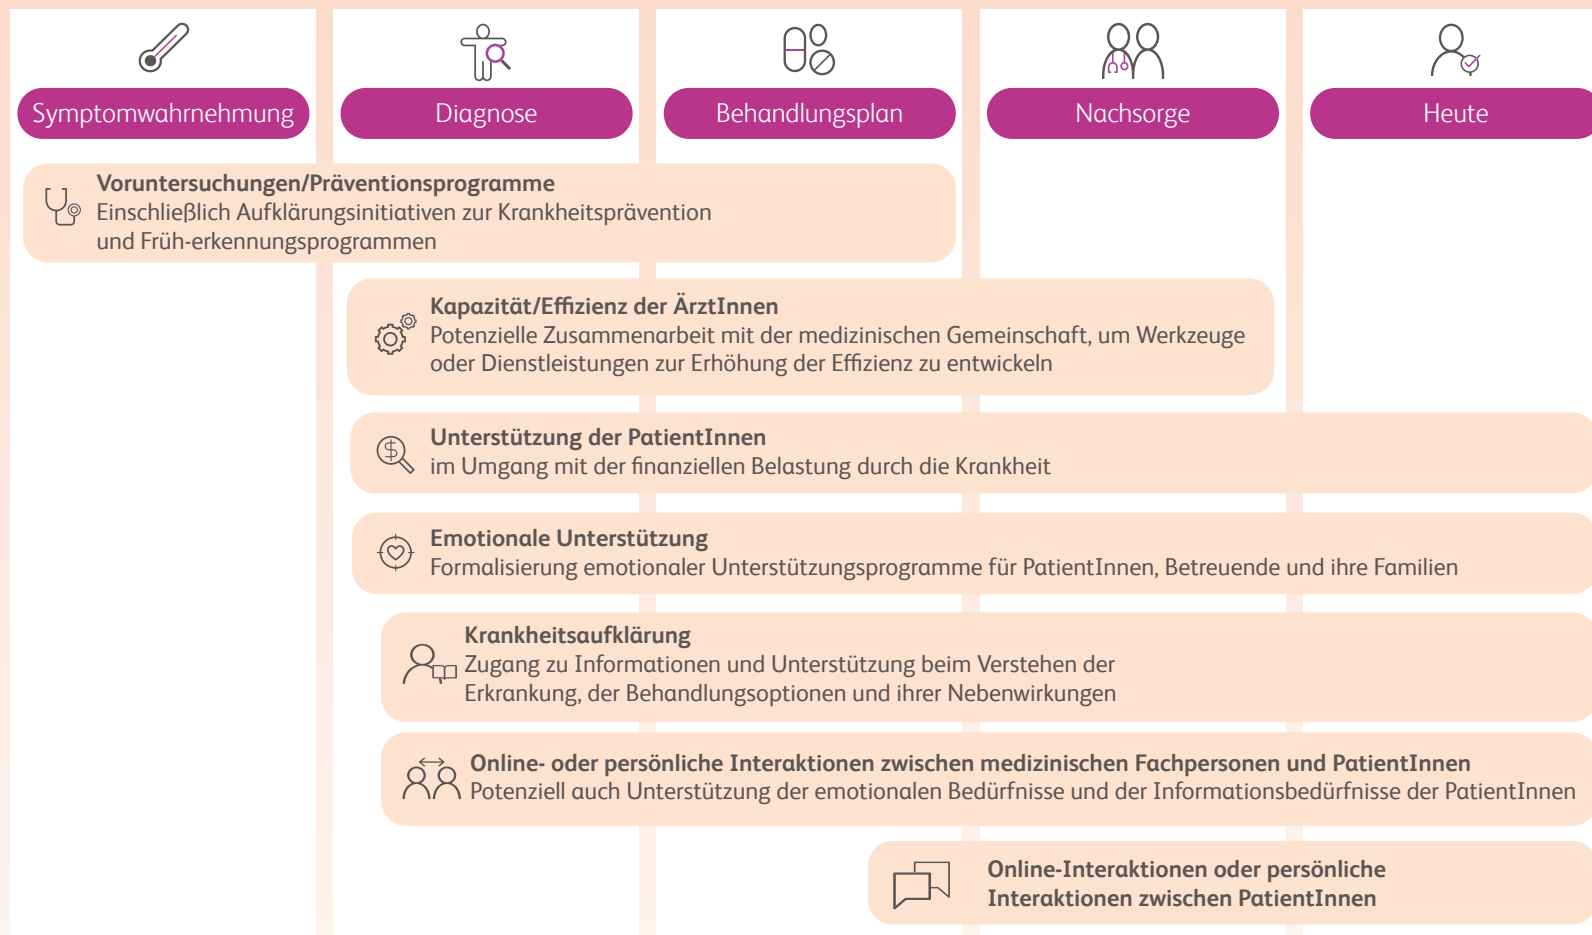 Symptomwahrnehmung
Diagnose
Behandlungsplan
Nachsorge
Heute
Voruntersuchungen/Präventionsprogramme
Einschließlich Aufklärungsinitiativen zur Krankheitsprävention
und Früh-erkennungsprogrammen
Kapazität/Effizienz der ÄrztInnen
Potenzielle Zusammenarbeit mit der medizinischen Gemeinschaft, um Werkzeuge
oder Dienstleistungen zur Erhöhung der Effizienz zu entwickeln
Unterstützung der PatientInnen
im Umgang mit der finanziellen Belastung durch die Krankheit
Emotionale Unterstützung
Formalisierung emotionaler Unterstützungsprogramme für PatientInnen, Betreuende und ihre Familien
Krankheitsaufklärung
Zugang zu Informationen und Unterstützung beim Verstehen der
Erkrankung, der Behandlungsoptionen und ihrer Nebenwirkungen
Online- oder persönliche Interaktionen zwischen medizinischen Fachpersonen und PatientInnen
Potenziell auch Unterstützung der emotionalen Bedürfnisse und der Informationsbedürfnisse der PatientInnen
Online-Interaktionen oder persönliche
Interaktionen zwischen PatientInnen